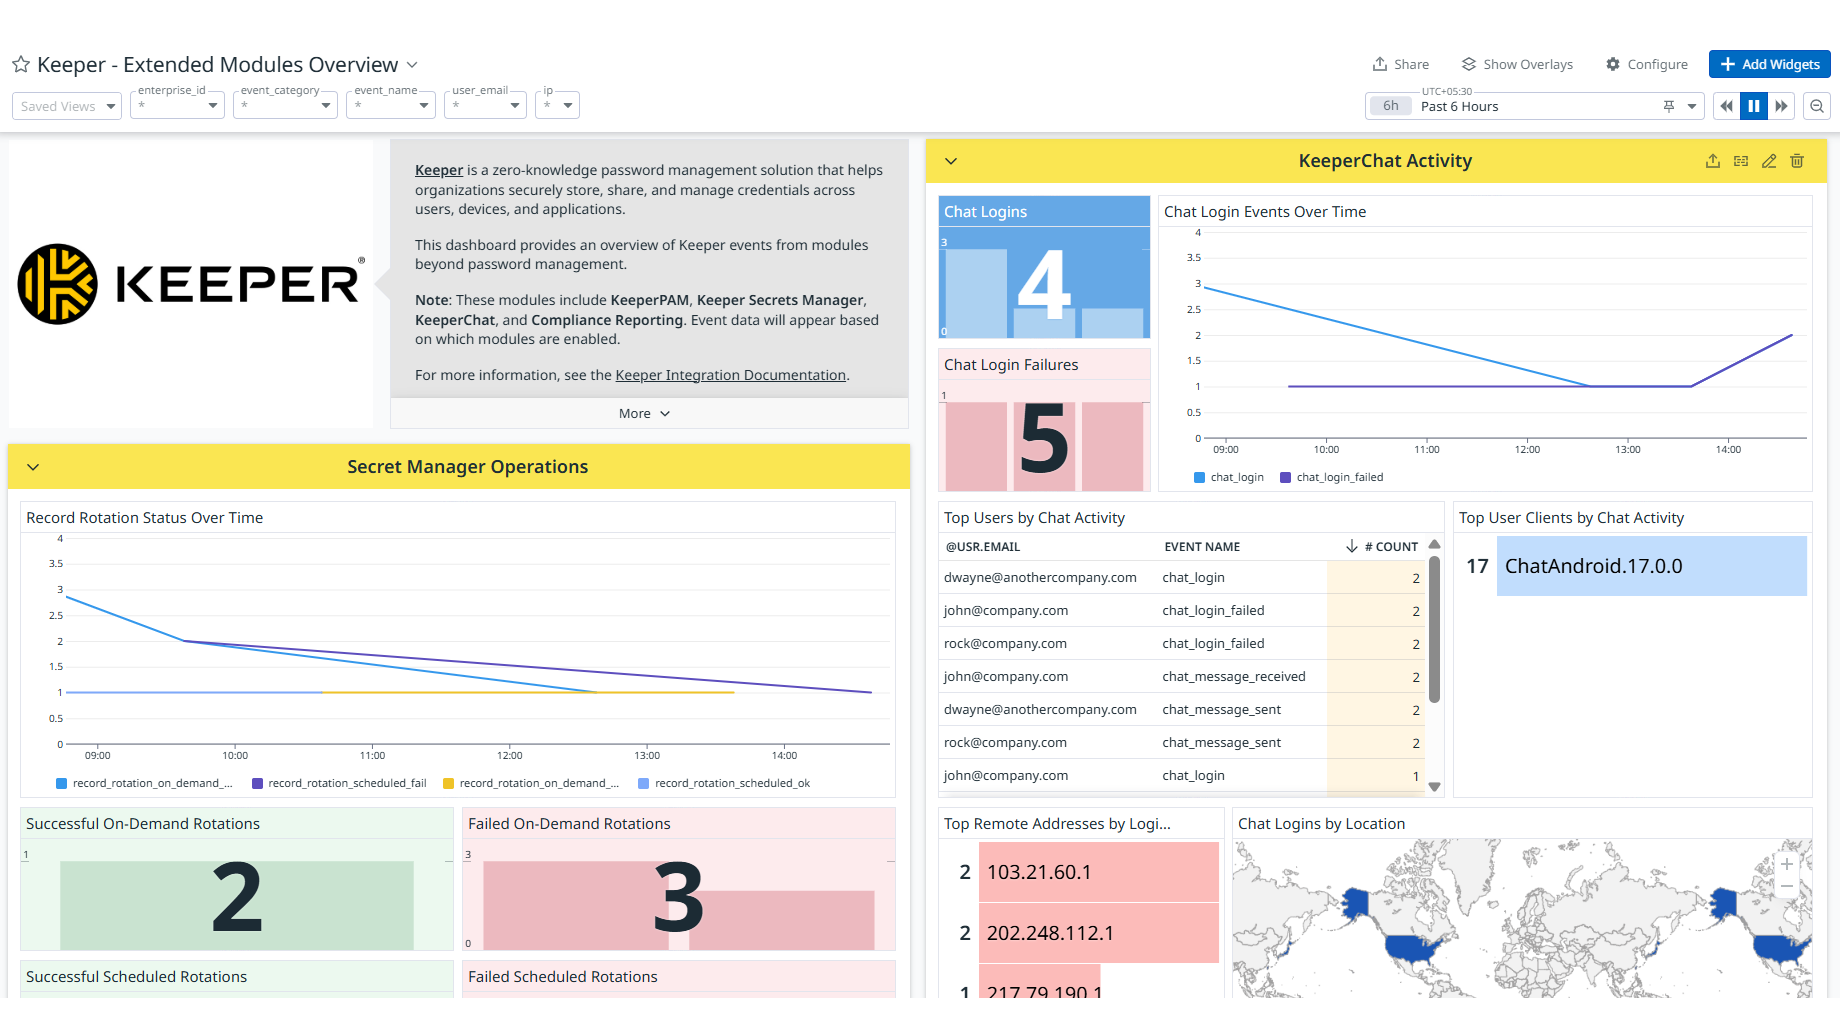 Keeper - Extended Modules Overview
Share
Show Overlays
Configure
Add Widgets
Saved Views
enterprise_id
*
event_category
*
event_name
*
user_email
*
ip
*
UTC+05:30
6h Past 6 Hours
KEEPER®
Keeper is a zero-knowledge password management solution that helps
organizations securely store, share, and manage credentials across
users, devices, and applications.
This dashboard provides an overview of Keeper events from modules
beyond password management.
Note: These modules include KeeperPAM, Keeper Secrets Manager,
KeeperChat, and Compliance Reporting. Event data will appear based
on which modules are enabled.
For more information, see the Keeper Integration Documentation.
More
Secret Manager Operations
Record Rotation Status Over Time
4
3.5
3
2.5
2
1.5
1
0.5
0
09:00 10:00 11:00 12:00 13:00 14:00
record_rotation_on_demand_... record_rotation_scheduled_fail record_rotation_on_demand_... record_rotation_scheduled_ok
Successful On-Demand Rotations
1
2
Failed On-Demand Rotations
3
3
0
Successful Scheduled Rotations
Failed Scheduled Rotations
KeeperChat Activity
Chat Logins
3
4
0
Chat Login Failures
1
5
Chat Login Events Over Time
4
3.5
3
2.5
2
1.5
1
0.5
0
09:00 10:00 11:00 12:00 13:00 14:00
chat_login chat_login_failed
Top Users by Chat Activity
@USR.EMAIL EVENT NAME # COUNT
dwayne@anothercompany.com chat_login 2
john@company.com chat_login_failed 2
rock@company.com chat_login_failed 2
john@company.com chat_message_received 2
dwayne@anothercompany.com chat_message_sent 2
rock@company.com chat_message_sent 2
john@company.com chat_login 1
Top User Clients by Chat Activity
17 ChatAndroid.17.0.0
Top Remote Addresses by Logi...
2 103.21.60.1
2 202.248.112.1
1 217.79.190.1
Chat Logins by Location
+
−